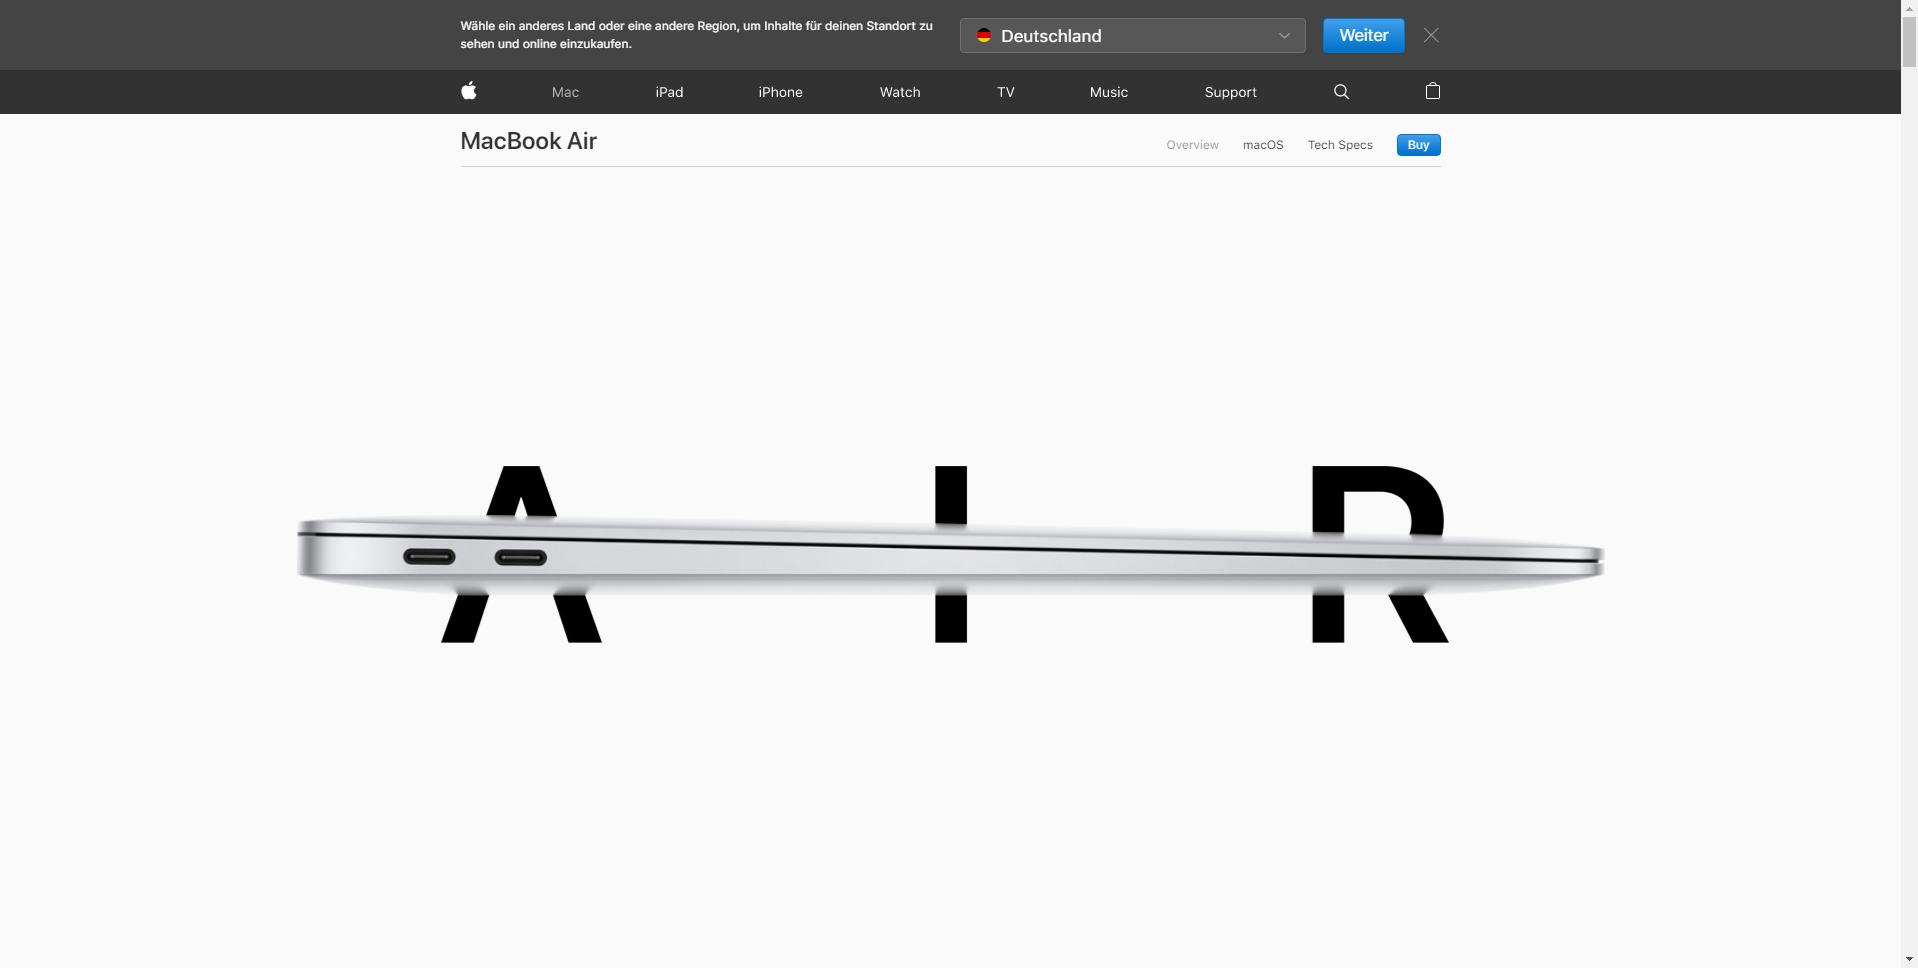 Wähle ein anderes Land oder eine andere Region, um Inhalte für deinen Standort zu
sehen und online einzukaufen.
Deutschland
Weiter
Mac iPad iPhone Watch TV Music Support
MacBook Air
Overview macOS Tech Specs Buy
AIR